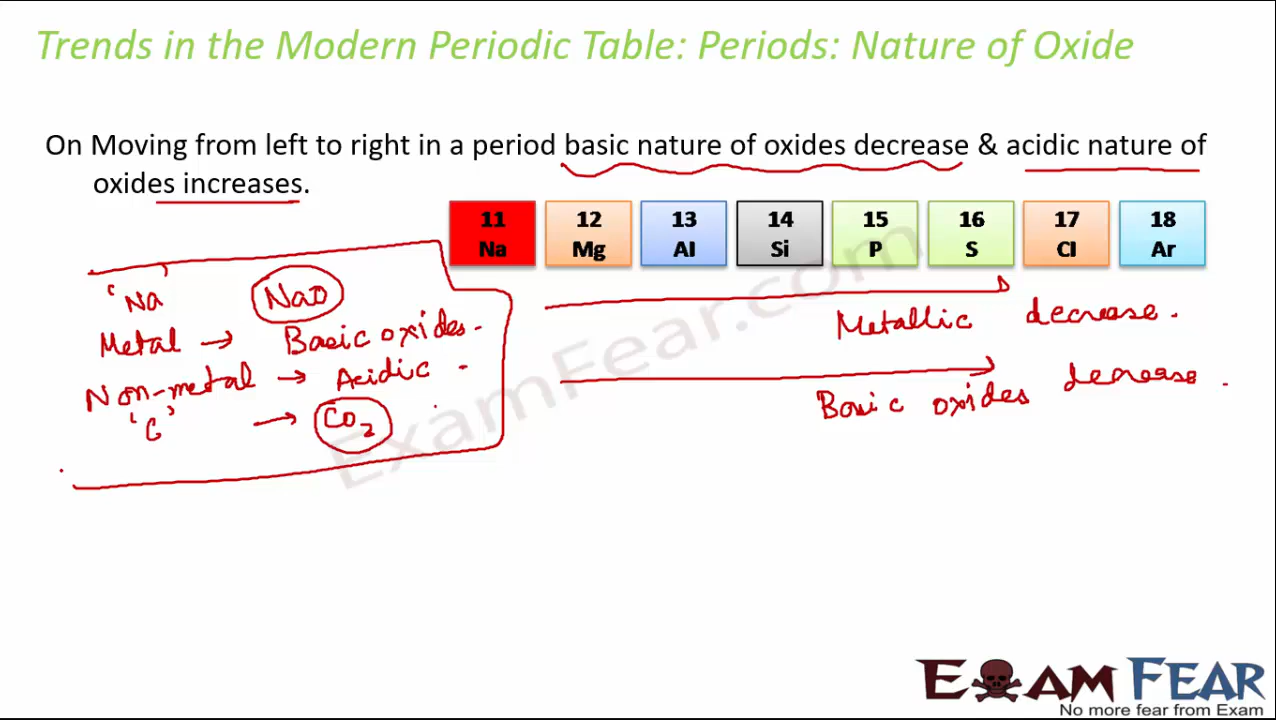 Trends in the Modern Periodic Table: Periods: Nature of Oxide
On Moving from left to right in a period basic nature of oxides decrease & acidic nature of
oxides increases.
11 12 13 14 15 16 17 18
Na Mg Al Si P S Cl Ar
'Na' NaO
Metal → Basic oxides.
Non-metal → Acidic.
'C' → CO2
Metallic decrease.
Basic oxides decrease.
ExamFear.com
EXAM FEAR
No more fear from Exam